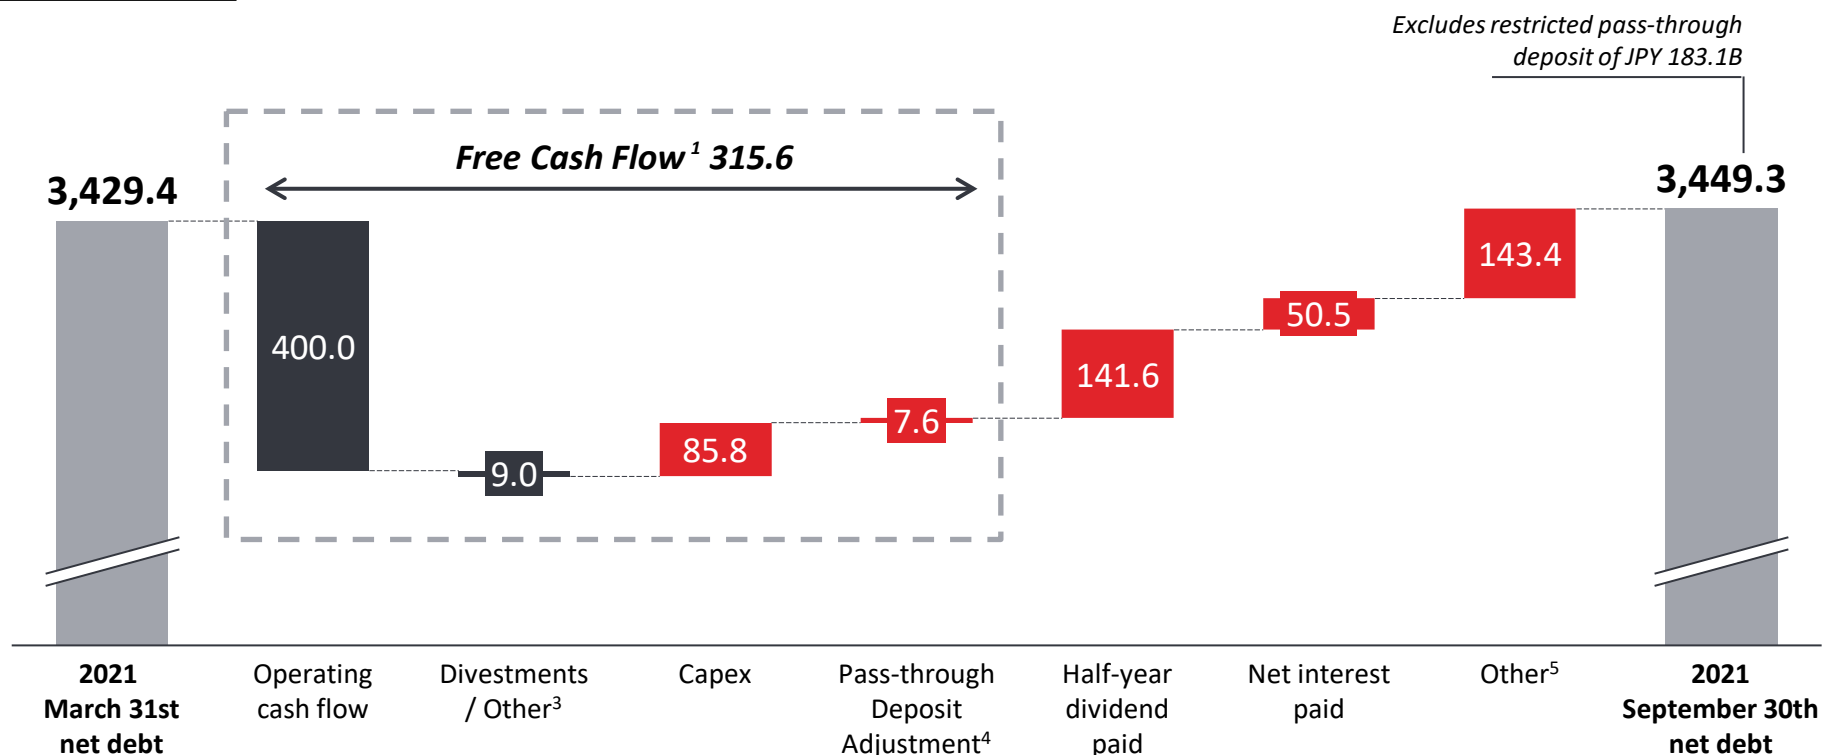 Excludes restricted pass-through
deposit of JPY 183.1B
Free Cash Flow 1 315.6
3,429.4
3,449.3
400.0
9.0
85.8
7.6
141.6
50.5
143.4
2021
March 31st
net debt
Operating
cash flow
Divestments
/ Other3
Capex
Pass-through
Deposit
Adjustment4
Half-year
dividend
paid
Net interest
paid
Other5
2021
September 30th
net debt